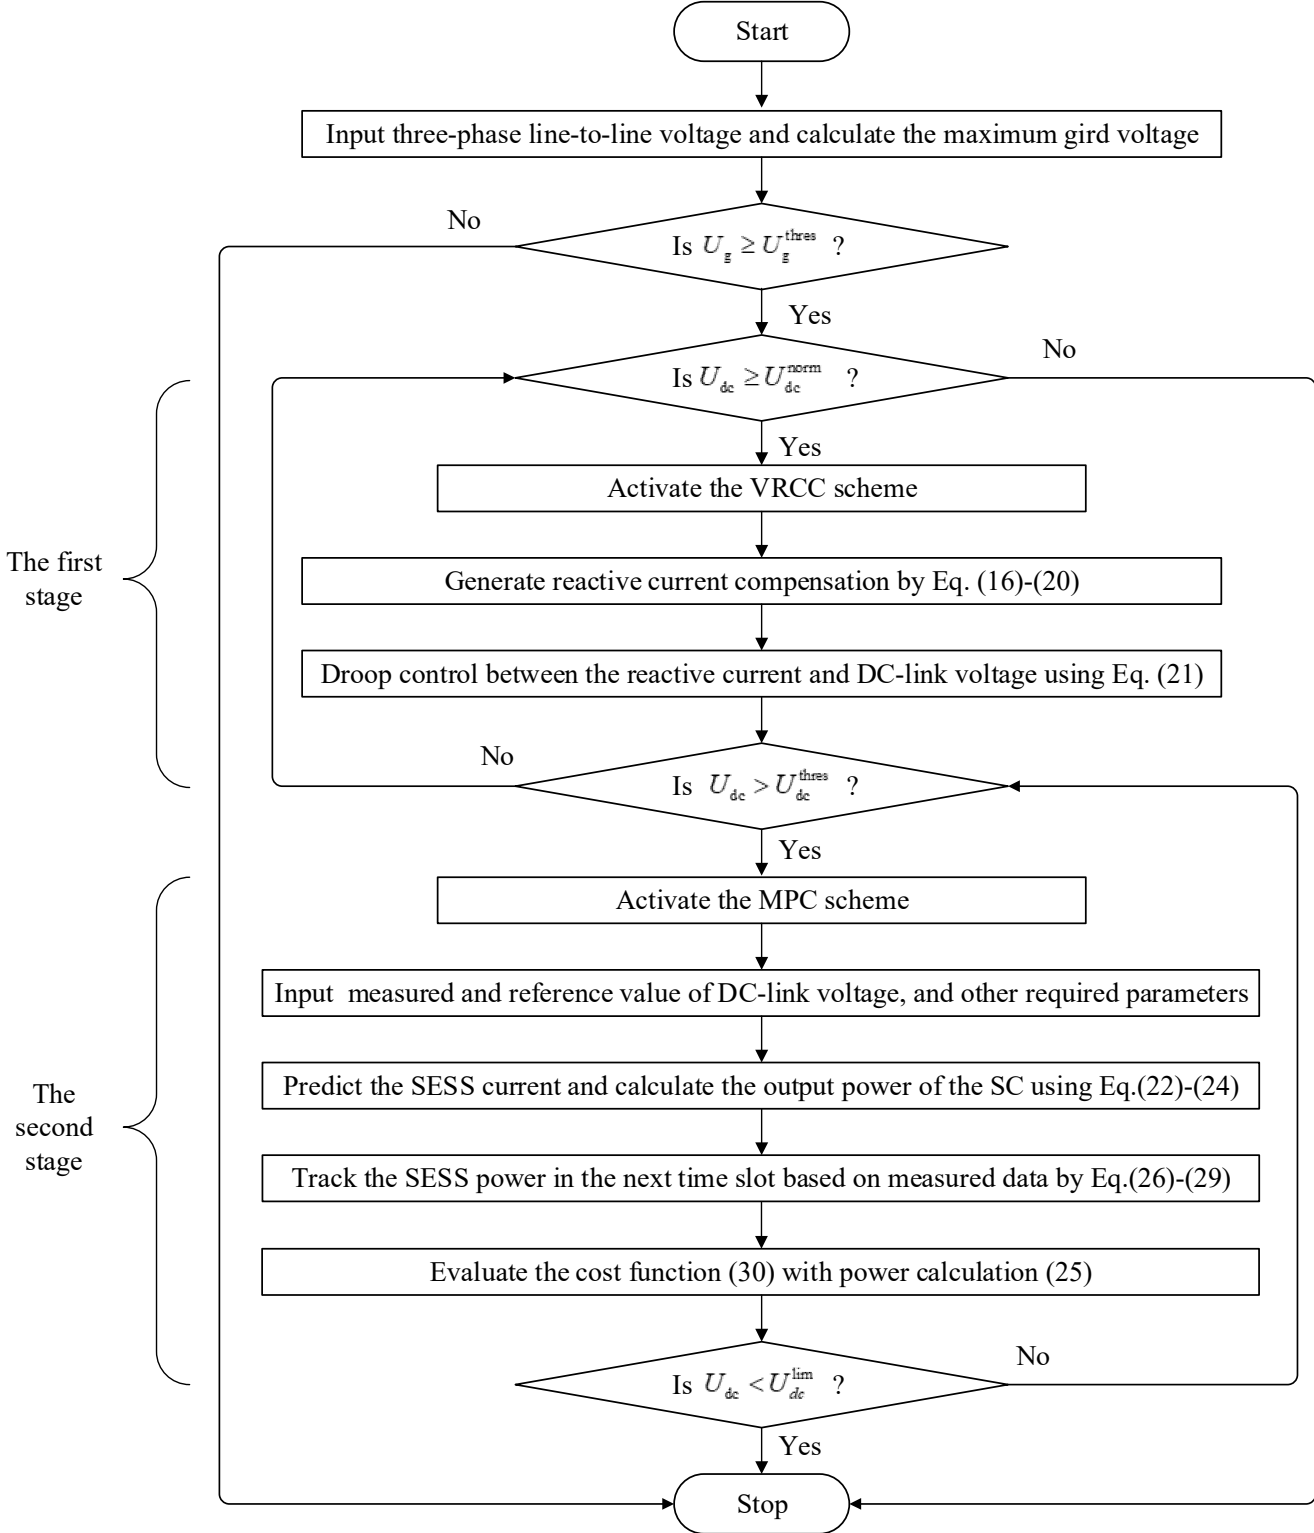 Start
Input three-phase line-to-line voltage and calculate the maximum gird voltage
No
Is U_g ≥ U_g^thres ?
Yes
No
Is U_dc ≥ U_dc^norm ?
Yes
Activate the VRCC scheme
The first
stage
Generate reactive current compensation by Eq. (16)-(20)
Droop control between the reactive current and DC-link voltage using Eq. (21)
No
Is U_dc > U_dc^thres ?
Yes
Activate the MPC scheme
Input measured and reference value of DC-link voltage, and other required parameters
Predict the SESS current and calculate the output power of the SC using Eq.(22)-(24)
The
second
stage
Track the SESS power in the next time slot based on measured data by Eq.(26)-(29)
Evaluate the cost function (30) with power calculation (25)
No
Is U_dc < U_dc^lim ?
Yes
Stop